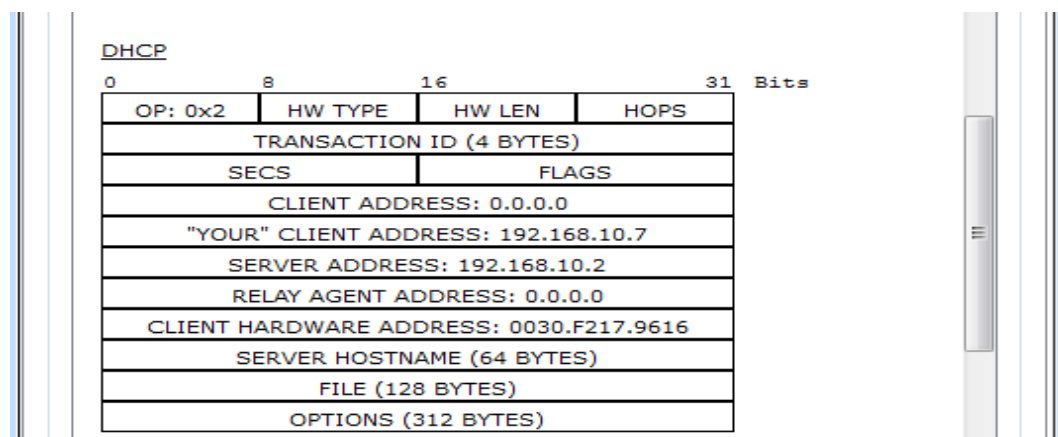 DHCP
0 8 16 31 Bits
OP: 0x2 HW TYPE HW LEN HOPS
TRANSACTION ID (4 BYTES)
SECS FLAGS
CLIENT ADDRESS: 0.0.0.0
"YOUR" CLIENT ADDRESS: 192.168.10.7
SERVER ADDRESS: 192.168.10.2
RELAY AGENT ADDRESS: 0.0.0.0
CLIENT HARDWARE ADDRESS: 0030.F217.9616
SERVER HOSTNAME (64 BYTES)
FILE (128 BYTES)
OPTIONS (312 BYTES)